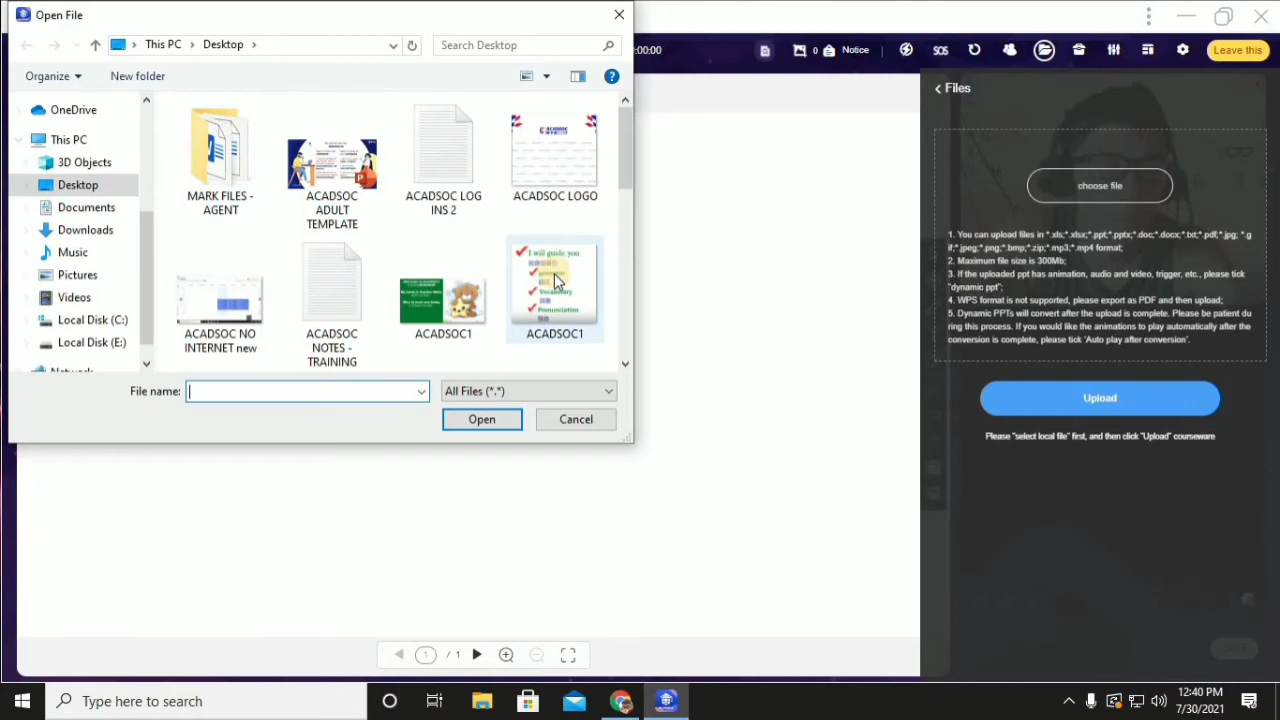 Open File
This PC
Desktop
Search Desktop
:00:00
0
Notice
SOS
Leave this
Organize
New folder
Files
OneDrive
This PC
3D Objects
Desktop
Documents
Downloads
Music
Pictures
Videos
Local Disk (C:)
Local Disk (E:)
Network
MARK FILES -
AGENT
ACADSOC
ADULT
TEMPLATE
ACADSOC LOG
INS 2
ACADSOC LOGO
I will guide you
Vocabulary
Pronunciation
ACADSOC NO
INTERNET new
ACADSOC
NOTES -
TRAINING
ACADSOC1
ACADSOC1
File name:
All Files (*.*)
Open
Cancel
choose file
1. You can upload files in *.xls;*.xlsx;*.ppt;*.pptx;*.doc;*.docx;*.txt;*.pdf;*.jpg; *.g
if;*.jpeg;*.png;*.bmp;*.zip;*.mp3;*.mp4 format;
2. Maximum file size is 300Mb;
3. If the uploaded ppt has animation, audio and video, trigger, etc., please tick
"dynamic ppt";
4. WPS format is not supported, please export as PDF and then upload;
5. Dynamic PPTs will convert after the upload is complete. Please be patient du
ring this process. If you would like the animations to play automatically after the
conversion is complete, please tick 'Auto play after conversion'.
Upload
Please "select local file" first, and then click "Upload" courseware
1 / 1
Type here to search
12:40 PM
7/30/2021